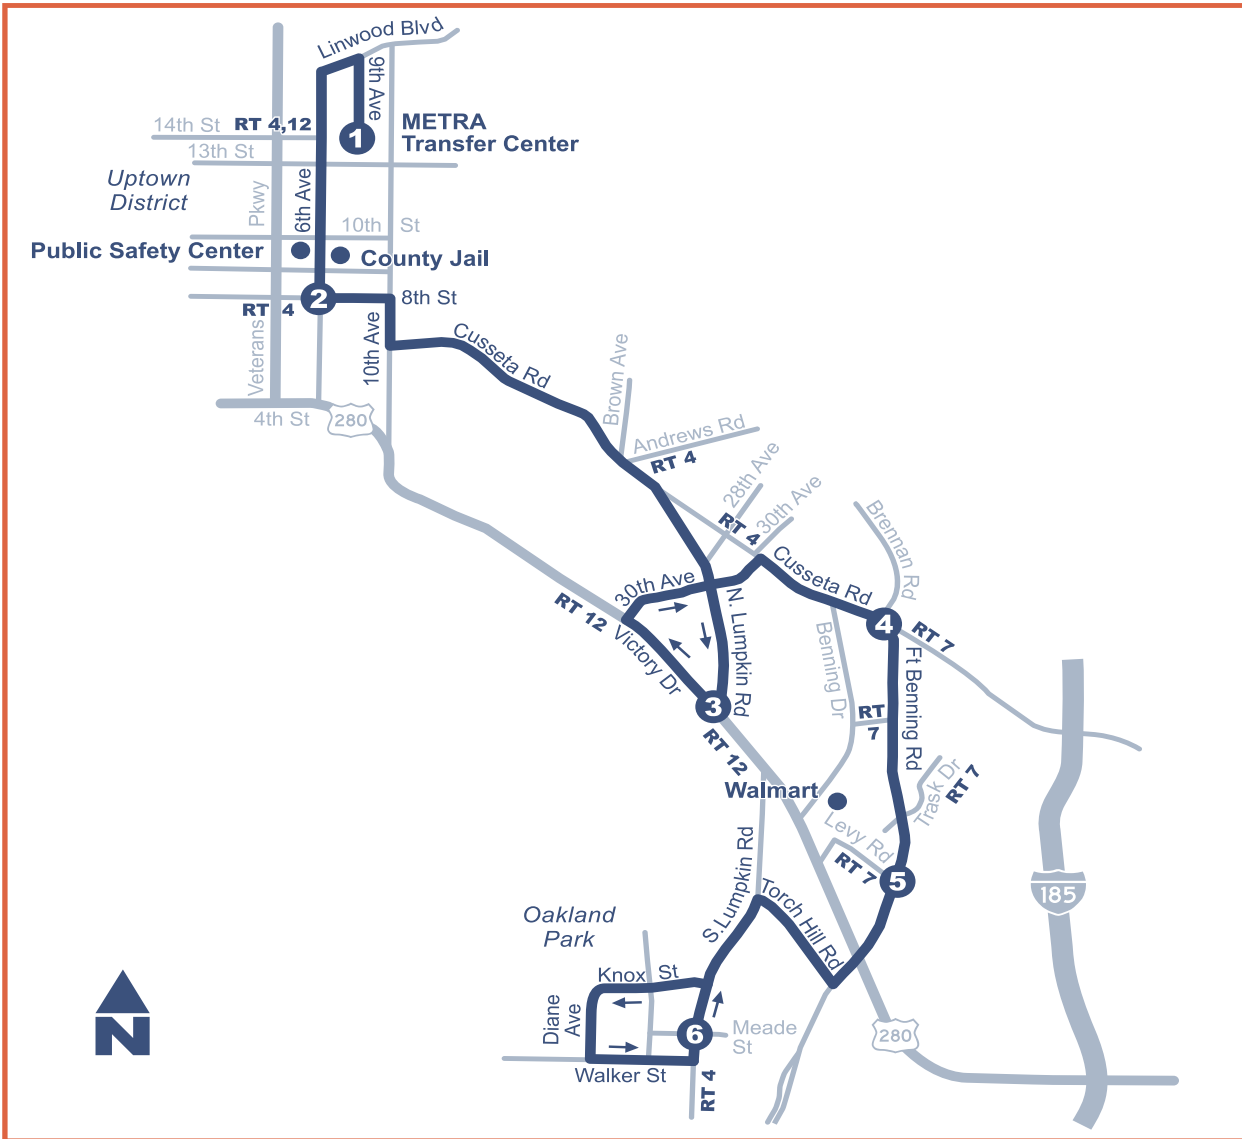 Linwood Blvd
9th Ave
14th St
RT 4,12
1
METRA
Transfer Center
13th St
Uptown
District
Pkwy
6th Ave
10th St
Public Safety Center
County Jail
2
8th St
RT 4
Veterans
10th Ave
4th St
280
Cusseta Rd
Brown Ave
Andrews Rd
RT 4
28th Ave
30th Ave
RT 4
Brennan Rd
Cusseta Rd
30th Ave
RT 12
Victory Dr
N. Lumpkin Rd
4
RT 7
Benning Dr
Ft Benning Rd
3
RT
7
RT 12
Walmart
Trask Dr
RT 7
Levy Rd
RT 7
5
185
S.Lumpkin Rd
Torch Hill Rd
Oakland
Park
Knox St
Diane
Ave
6
Meade
St
280
Walker St
RT 4
N